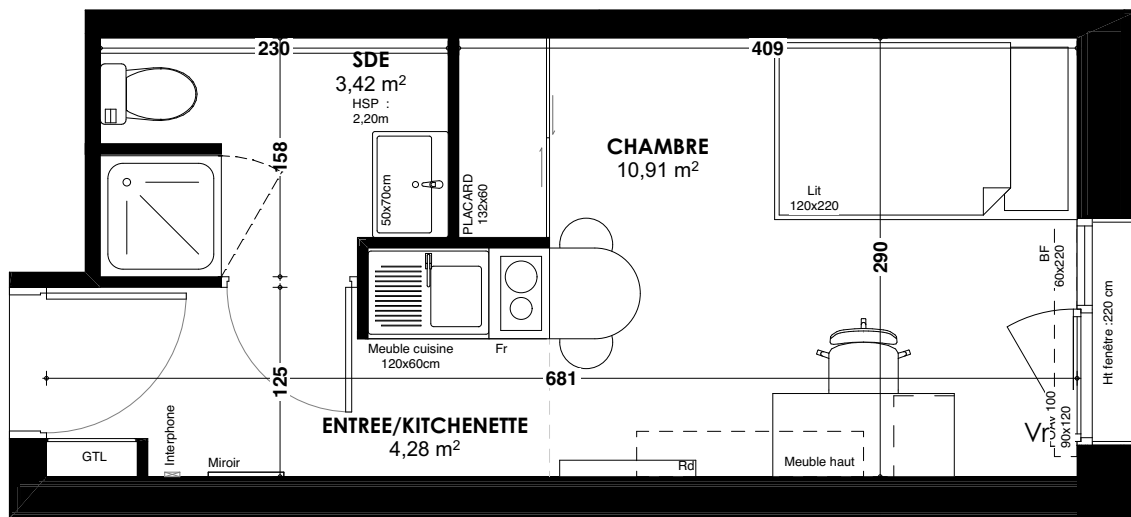 230
SDE
3,42 m²
HSP :
2,20m
409
158
50x70cm
PLACARD
132x60
CHAMBRE
10,91 m²
Lit
120x220
290
BF
60x220
Ht fenêtre :220 cm
Meuble cuisine
120x60cm
Fr
125
681
ENTREE/KITCHENETTE
4,28 m²
GTL
Interphone
Miroir
Rd
Meuble haut
Vr
100
90x120